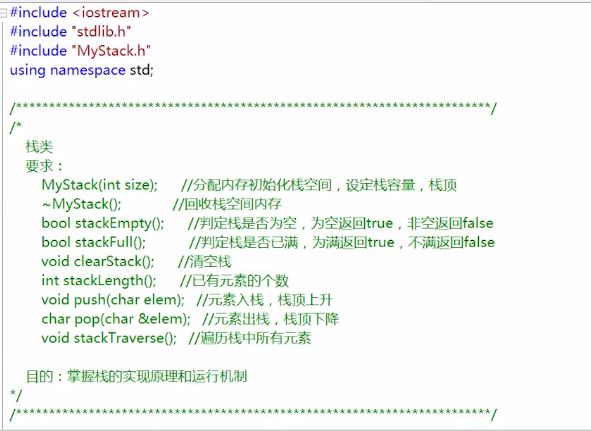 #include <iostream>
#include "stdlib.h"
#include "MyStack.h"
using namespace std;
/*************************************************************************/
/*
栈类
要求：
MyStack(int size); //分配内存初始化栈空间，设定栈容量，栈顶
~MyStack(); //回收栈空间内存
bool stackEmpty(); //判定栈是否为空，为空返回true，非空返回false
bool stackFull(); //判定栈是否已满，为满返回true，不满返回false
void clearStack(); //清空栈
int stackLength(); //已有元素的个数
void push(char elem); //元素入栈，栈顶上升
char pop(char &elem); //元素出栈，栈顶下降
void stackTraverse(); //遍历栈中所有元素
目的：掌握栈的实现原理和运行机制
*/
/*************************************************************************/